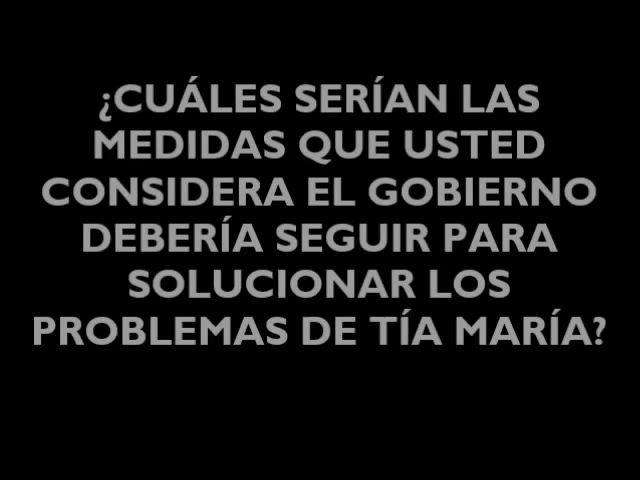 ¿CUÁLES SERÍAN LAS
MEDIDAS QUE USTED
CONSIDERA EL GOBIERNO
DEBERÍA SEGUIR PARA
SOLUCIONAR LOS
PROBLEMAS DE TÍA MARÍA?